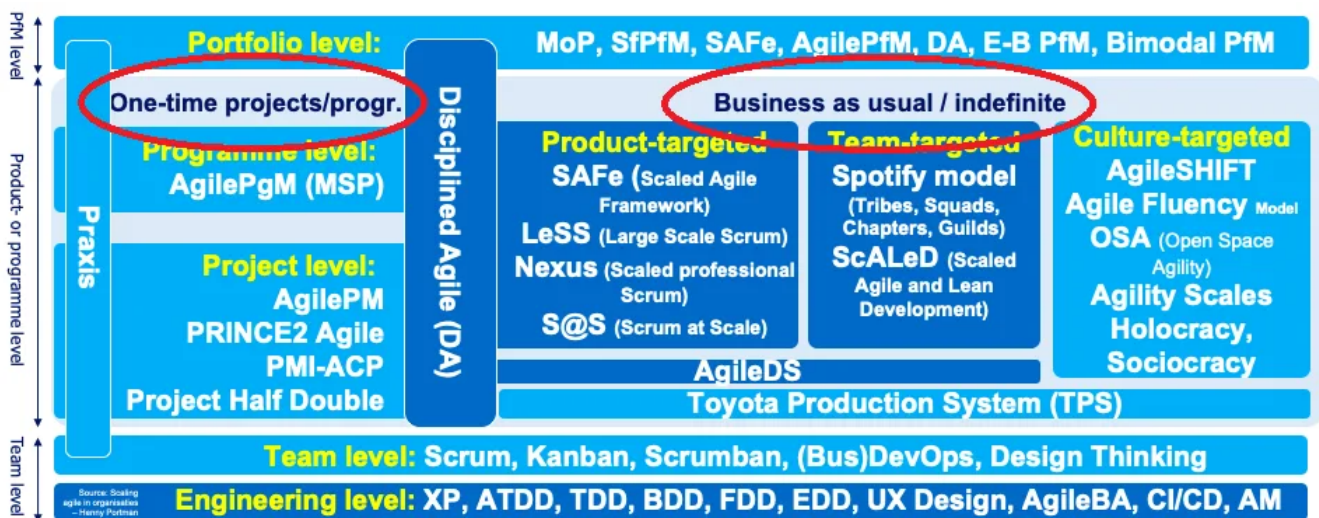 PfM level
Portfolio level:
MoP, SfPfM, SAFe, AgilePfM, DA, E-B PfM, Bimodal PfM
Product- or programme level
Praxis
One-time projects/progr.
Programme level:
AgilePgM (MSP)
Project level:
AgilePM
PRINCE2 Agile
PMI-ACP
Project Half Double
Disciplined Agile (DA)
Business as usual / indefinite
Product-targeted
SAFe (Scaled Agile
Framework)
LeSS (Large Scale Scrum)
Nexus (Scaled professional
Scrum)
S@S (Scrum at Scale)
Team-targeted
Spotify model
(Tribes, Squads,
Chapters, Guilds)
ScALeD (Scaled
Agile and Lean
Development)
Culture-targeted
AgileSHIFT
Agile Fluency Model
OSA (Open Space
Agility)
Agility Scales
Holocracy,
Sociocracy
AgileDS
Toyota Production System (TPS)
Team level
Team level: Scrum, Kanban, Scrumban, (Bus)DevOps, Design Thinking
Source: Scaling
agile in organisaties
– Henny Portman
Engineering level: XP, ATDD, TDD, BDD, FDD, EDD, UX Design, AgileBA, CI/CD, AM